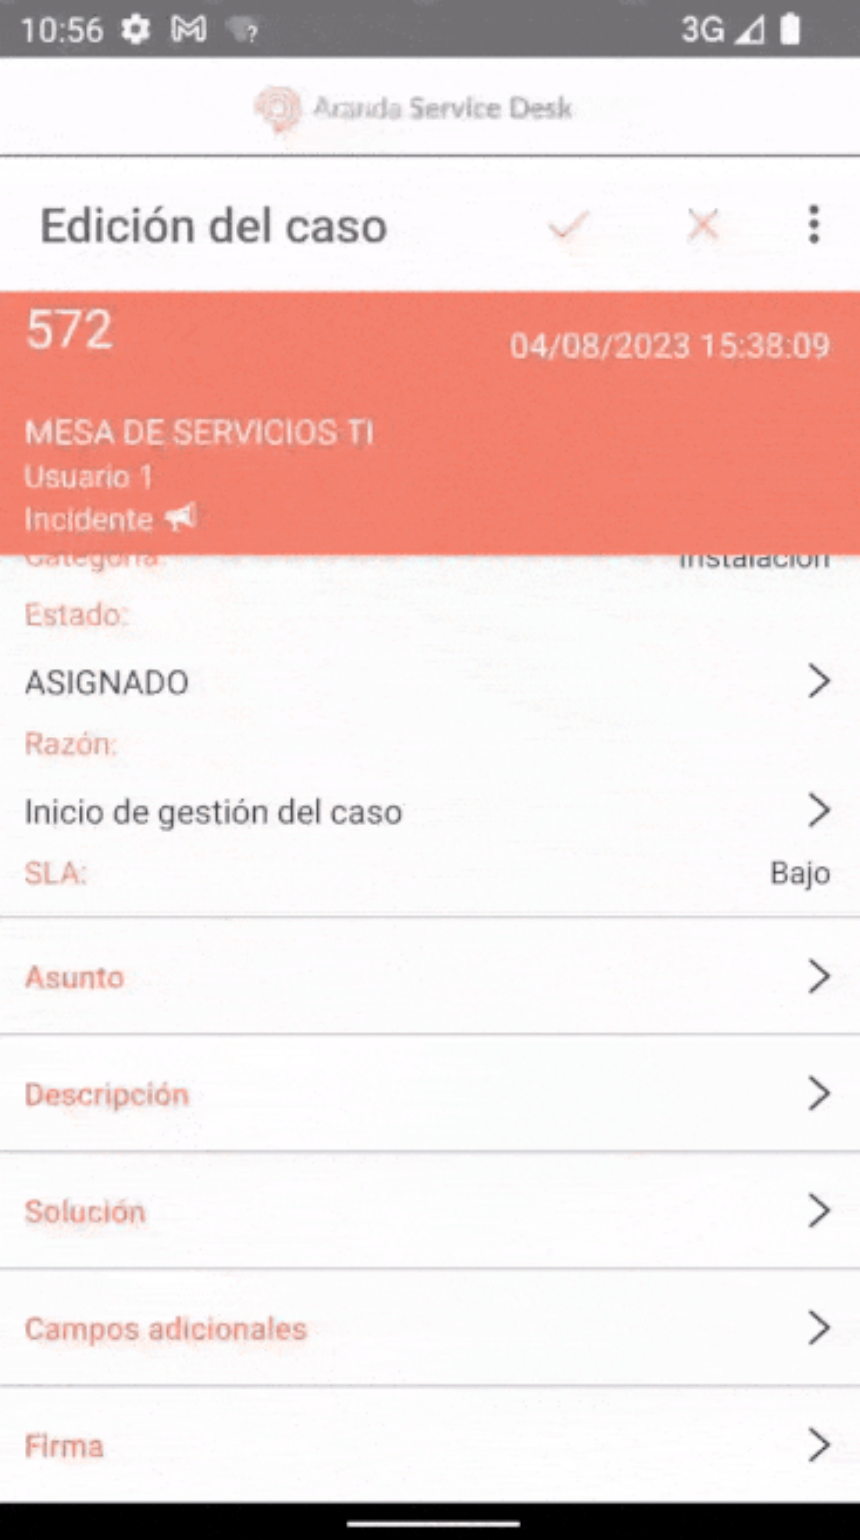 10:56 3G
Aranda Service Desk
Edición del caso
572
04/08/2023 15:38:09
MESA DE SERVICIOS TI
Usuario 1
Incidente
Categoría Instalación
Estado:
ASIGNADO
Razón:
Inicio de gestión del caso
SLA: Bajo
Asunto
Descripción
Solución
Campos adicionales
Firma